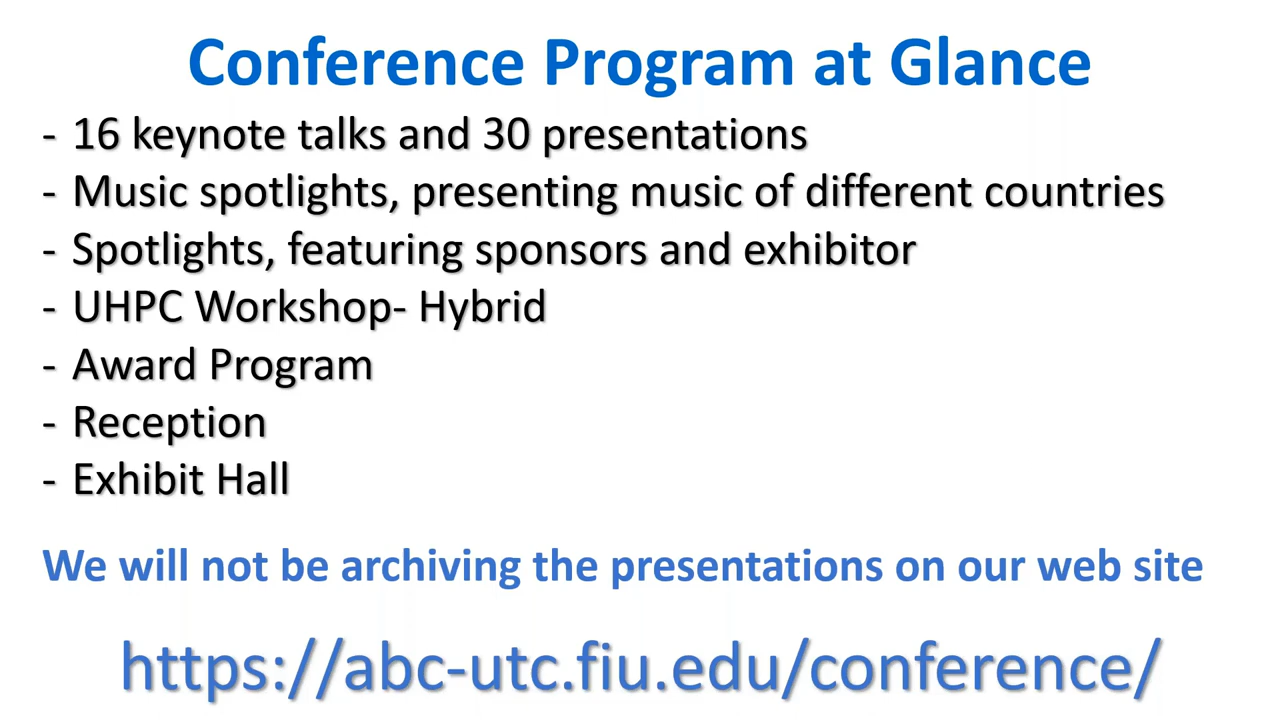 Conference Program at Glance
- 16 keynote talks and 30 presentations
- Music spotlights, presenting music of different countries
- Spotlights, featuring sponsors and exhibitor
- UHPC Workshop- Hybrid
- Award Program
- Reception
- Exhibit Hall
We will not be archiving the presentations on our web site
https://abc-utc.fiu.edu/conference/